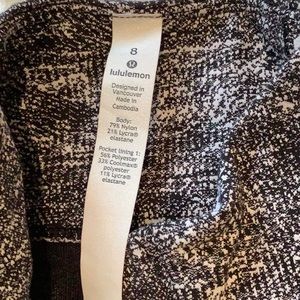 8
lululemon
Designed in
Vancouver
Made in
Cambodia
Body:
79% Nylon
21% Lycra®
elastane
Pocket lining 1:
56% Polyester
33% Coolmax®
polyester
11% Lycra®
elastane